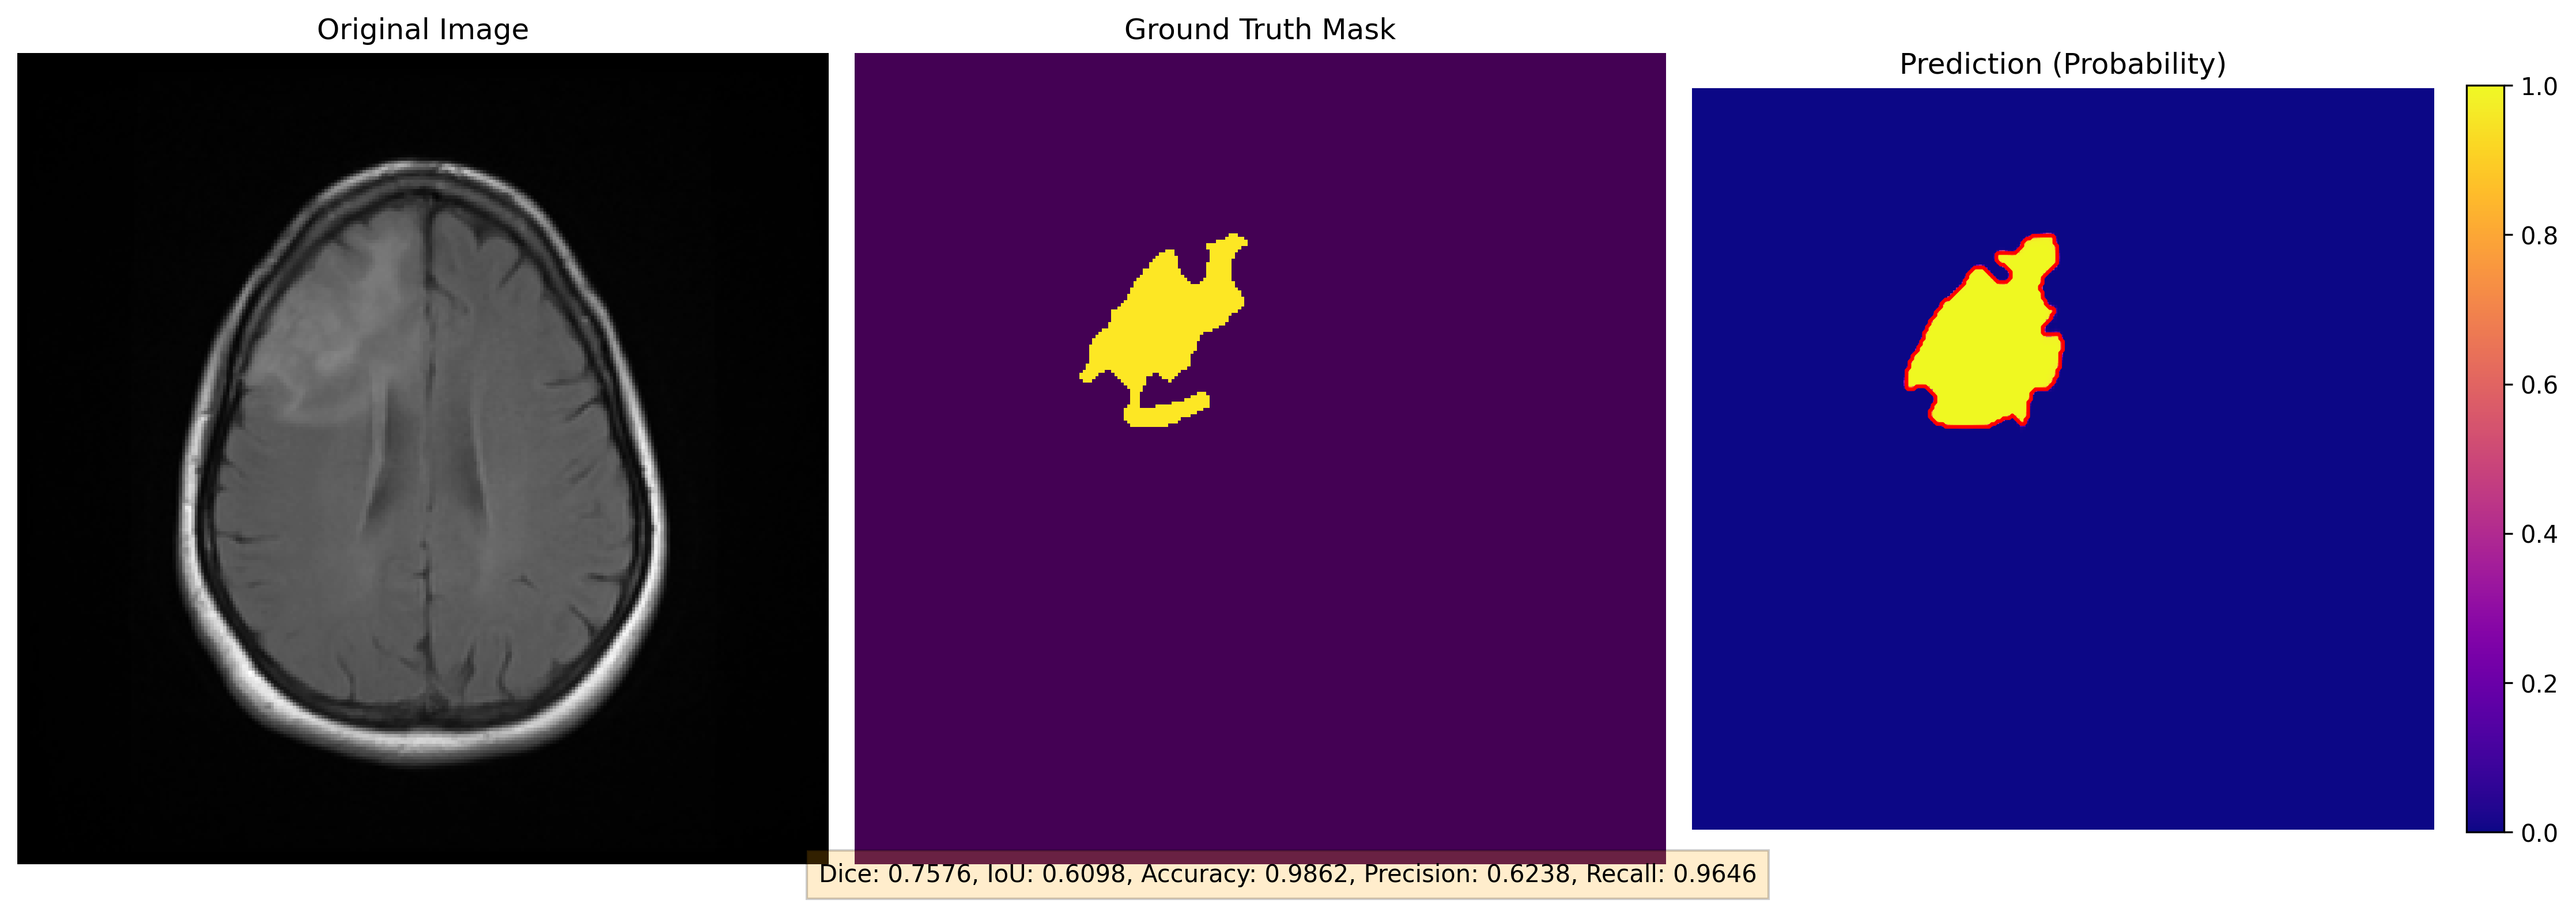 Original Image
Ground Truth Mask
Prediction (Probability)
1.0
0.8
0.6
0.4
0.2
0.0
Dice: 0.7576, IoU: 0.6098, Accuracy: 0.9862, Precision: 0.6238, Recall: 0.9646